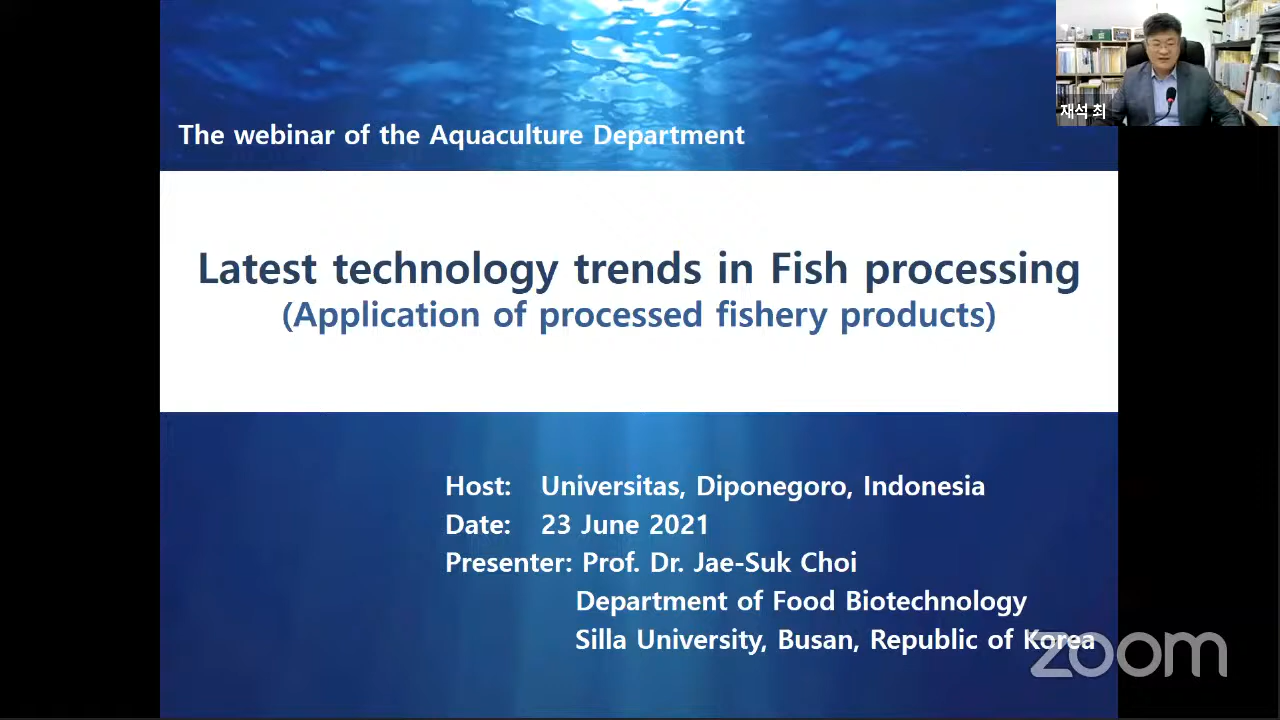 The webinar of the Aquaculture Department
재석 최
Latest technology trends in Fish processing
(Application of processed fishery products)
Host: Universitas, Diponegoro, Indonesia
Date: 23 June 2021
Presenter: Prof. Dr. Jae-Suk Choi
Department of Food Biotechnology
Silla University, Busan, Republic of Korea
zoom